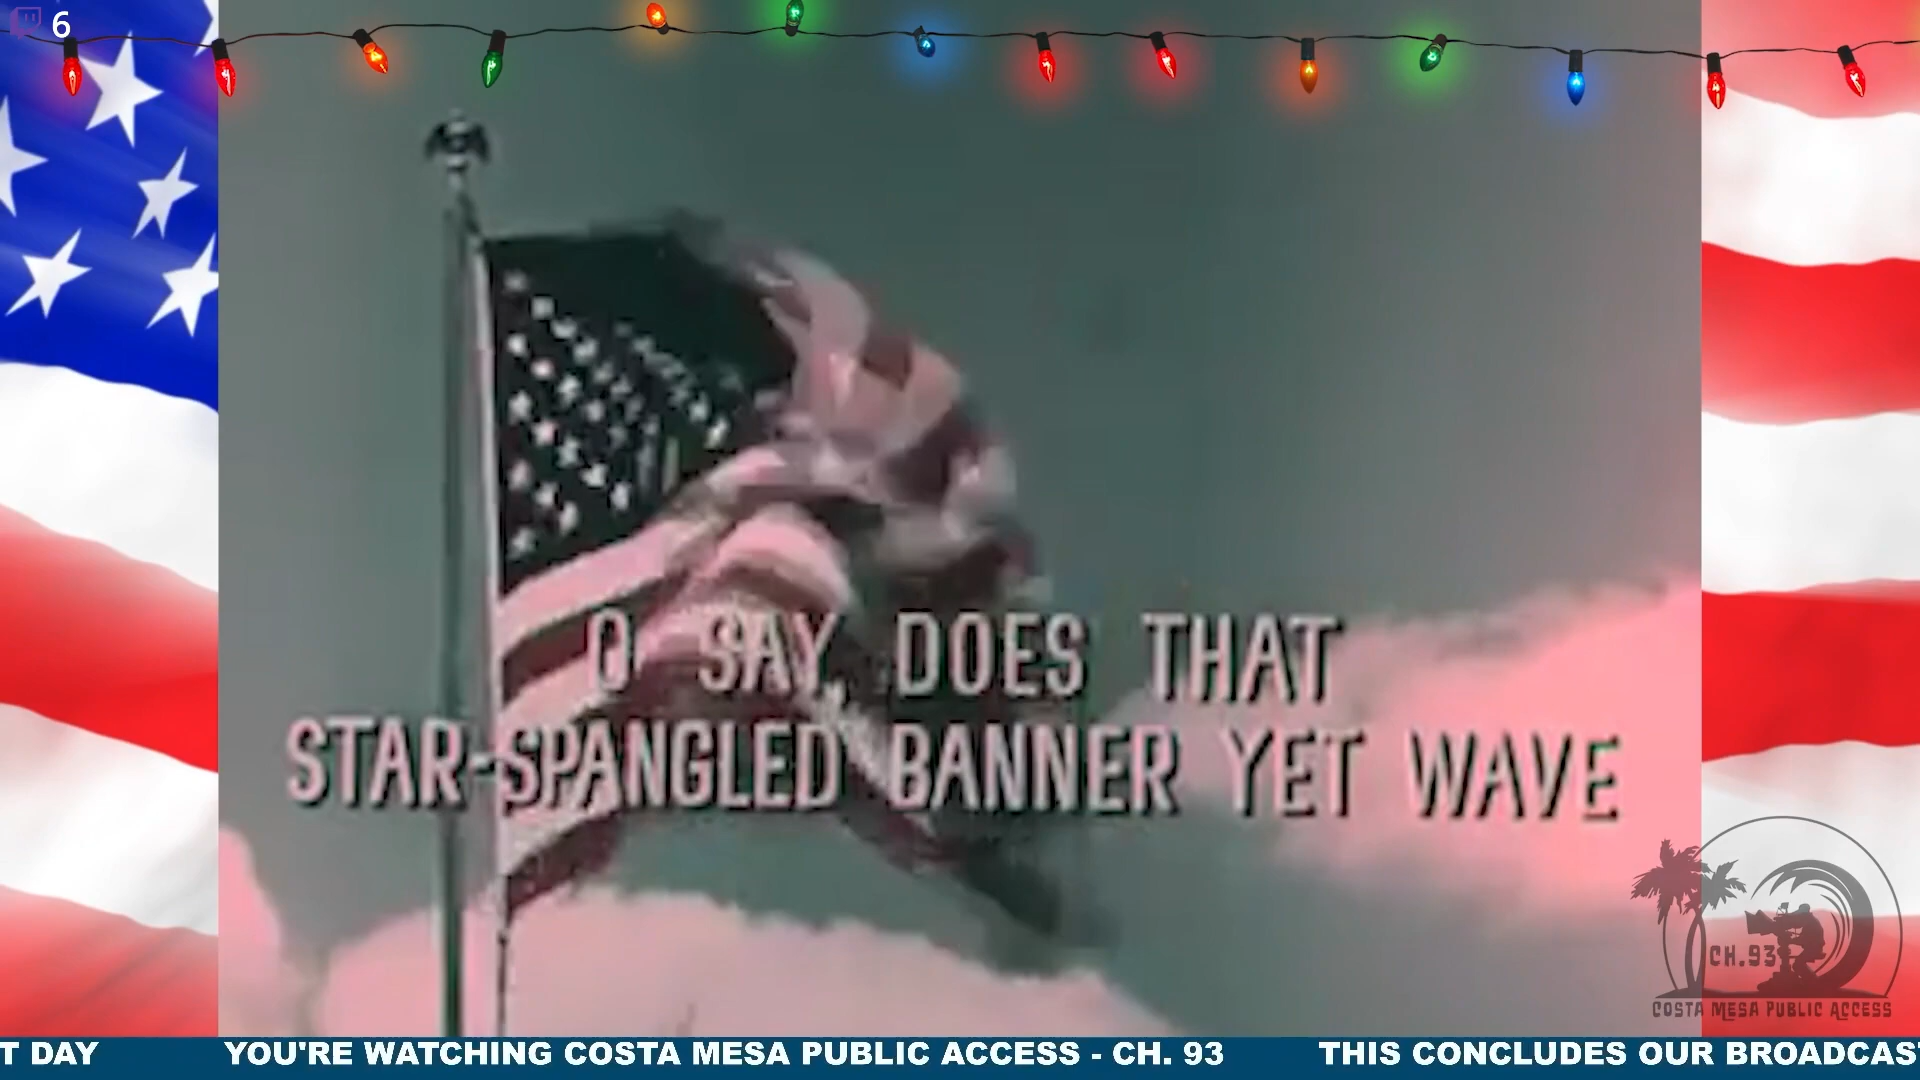 6
O SAY, DOES THAT
STAR-SPANGLED BANNER YET WAVE
CH.93
COSTA MESA PUBLIC ACCESS
T DAY YOU'RE WATCHING COSTA MESA PUBLIC ACCESS - CH. 93 THIS CONCLUDES OUR BROADCAS